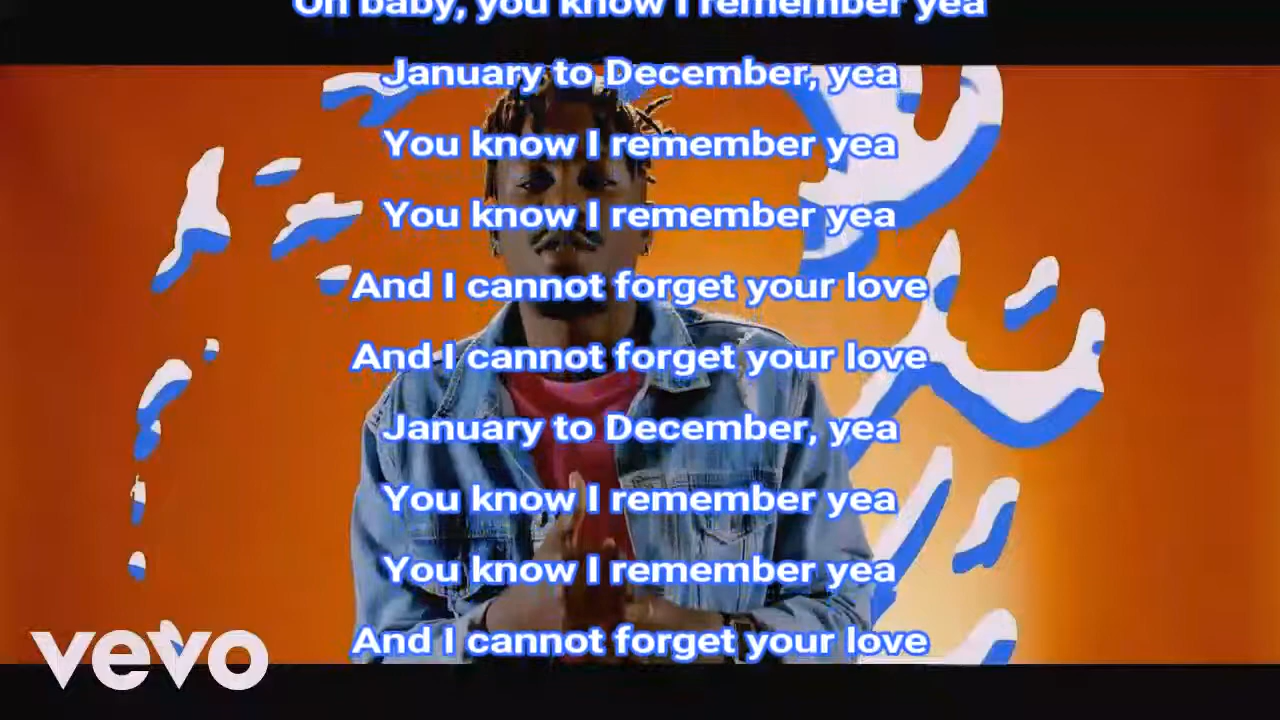 Oh baby, you know I remember yea
January to December, yea
You know I remember yea
You know I remember yea
And I cannot forget your love
And I cannot forget your love
January to December, yea
You know I remember yea
You know I remember yea
And I cannot forget your love
vevo